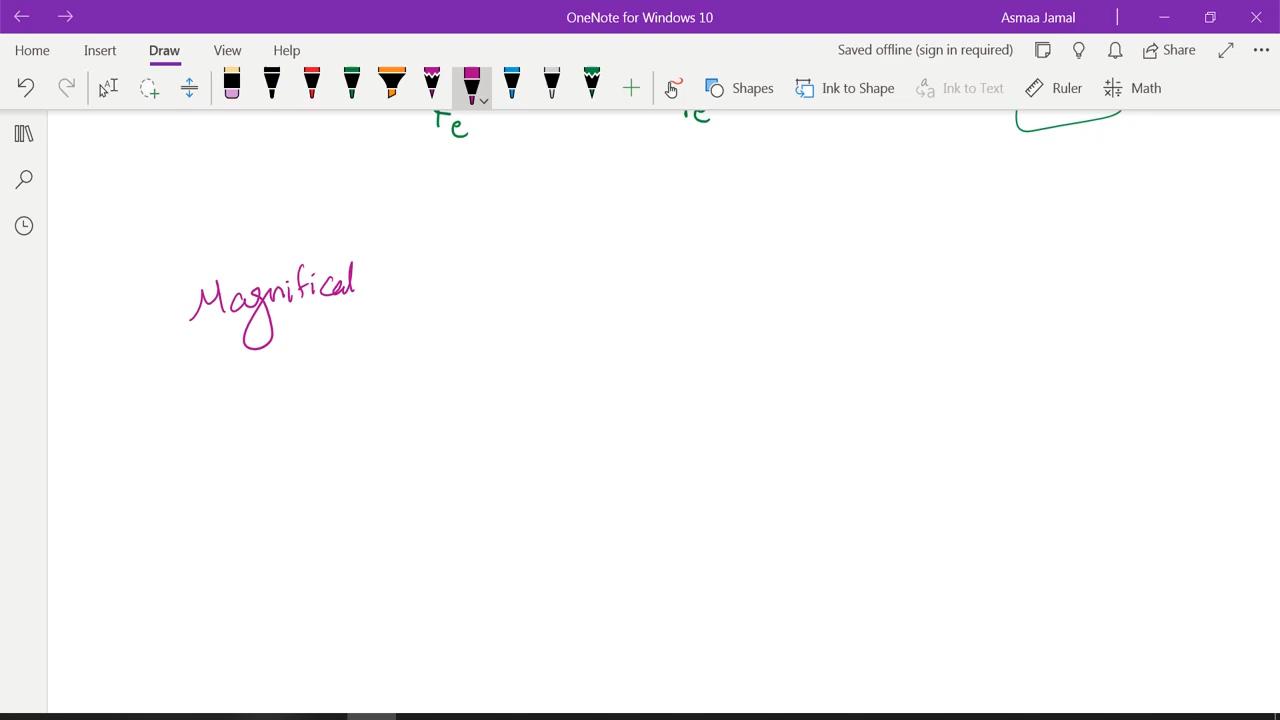 OneNote for Windows 10
Asmaa Jamal
Home Insert Draw View Help
Saved offline (sign in required) Share
Shapes Ink to Shape Ink to Text Ruler Math
fe
Magnifical